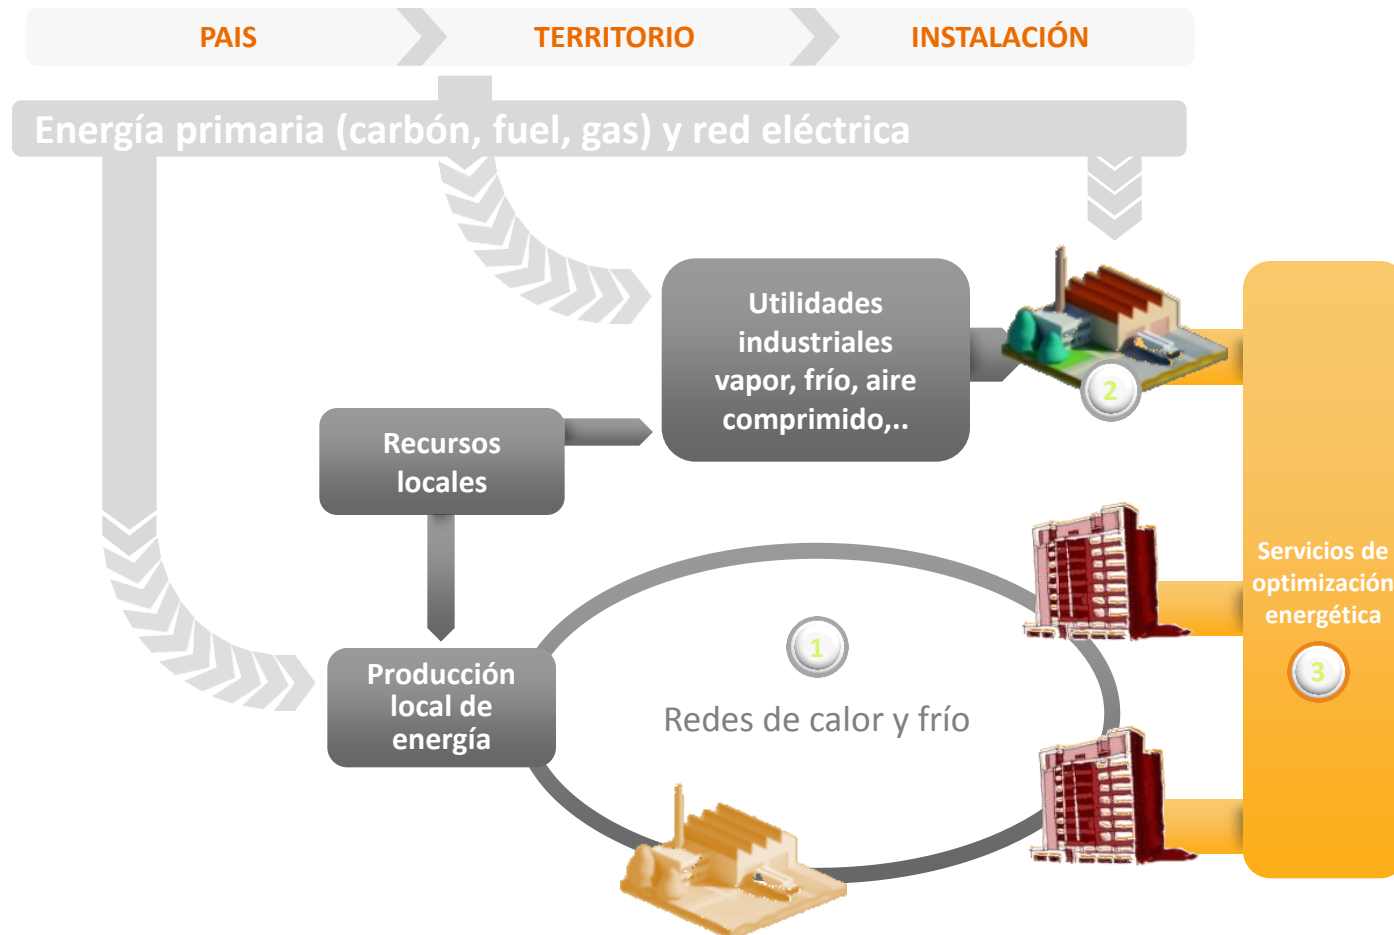 PAIS
TERRITORIO
INSTALACIÓN
Energía primaria (carbón, fuel, gas) y red eléctrica
Utilidades
industriales
vapor, frío, aire
comprimido,..
2
Recursos
locales
Servicios de
optimización
energética
3
1
Redes de calor y frío
Producción
local de
energía